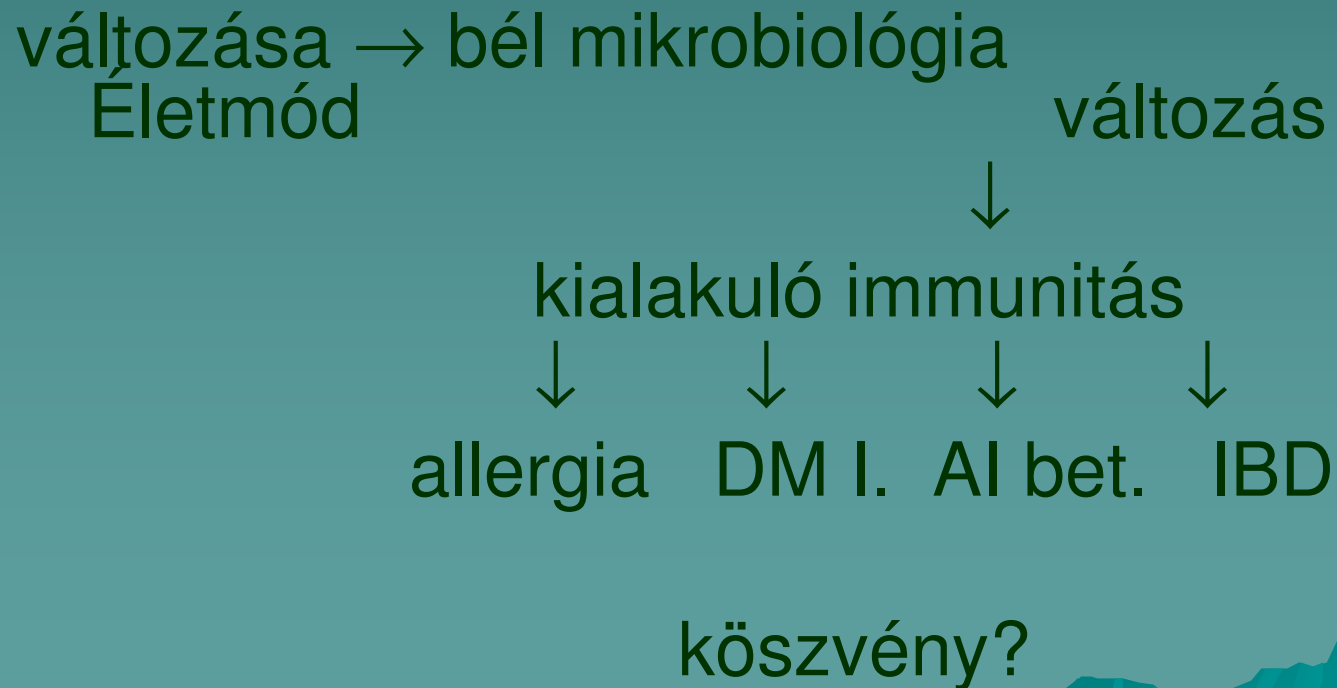 változása → bél mikrobiológia
Életmód változás
↓
kialakuló immunitás
↓ ↓ ↓ ↓
allergia DM I. AI bet. IBD
köszvény?